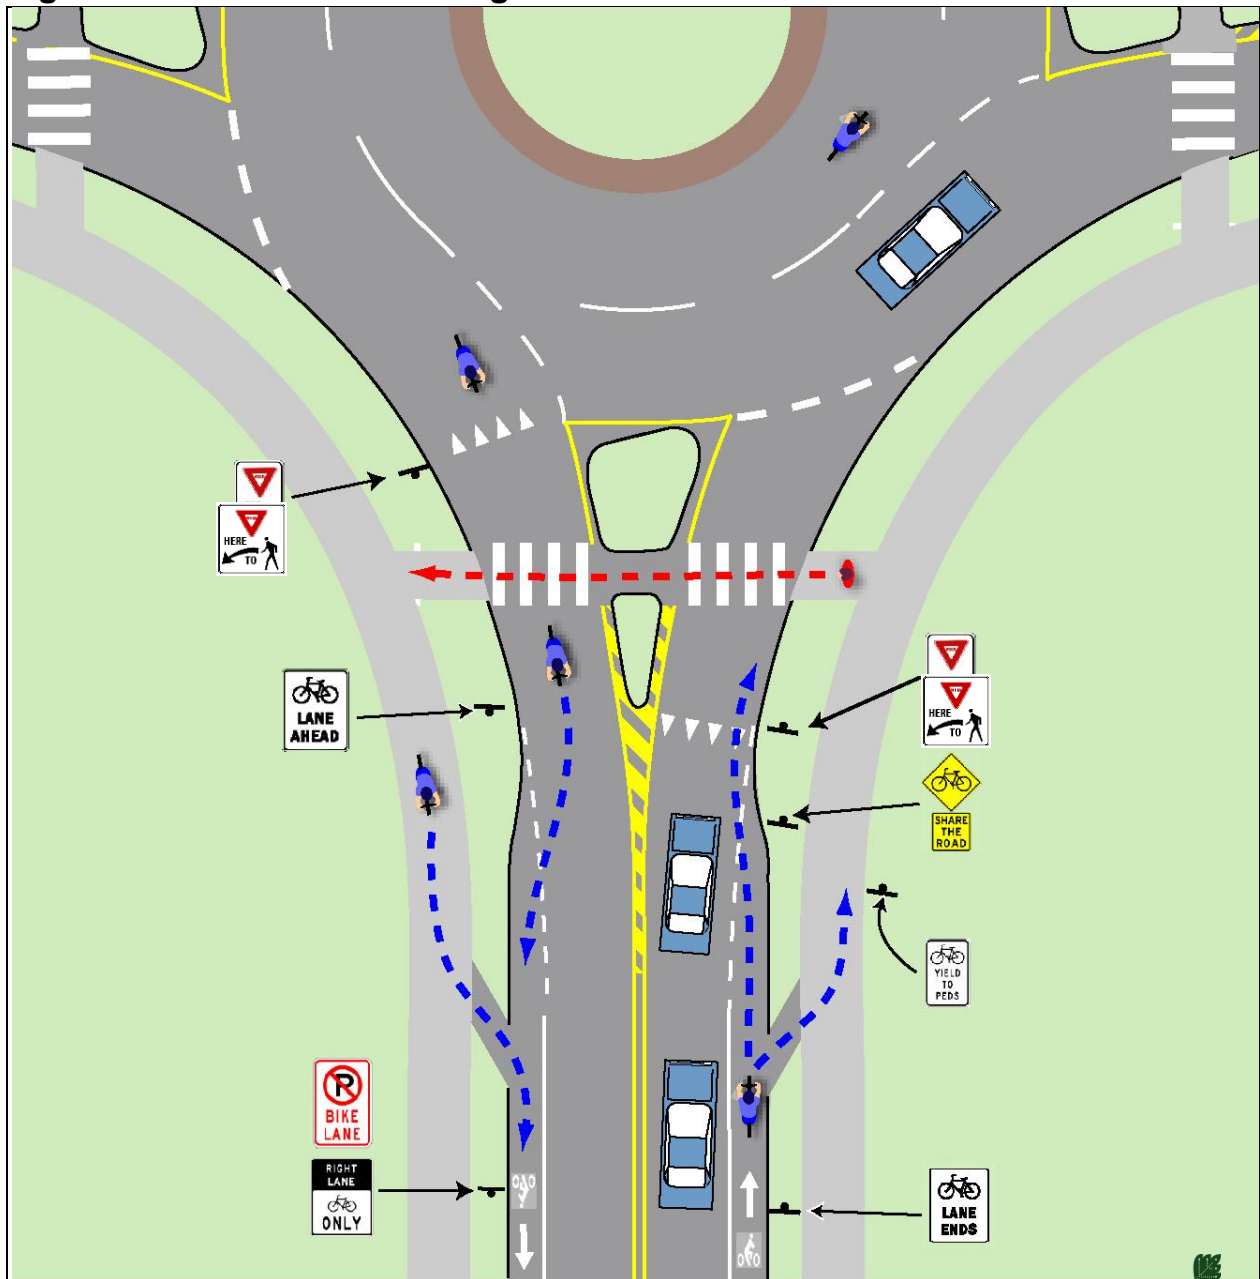 HERE
TO
LANE
AHEAD
HERE
TO
SHARE
THE
ROAD
YIELD
TO
PEDS
P
BIKE
LANE
RIGHT
LANE
ONLY
LANE
ENDS